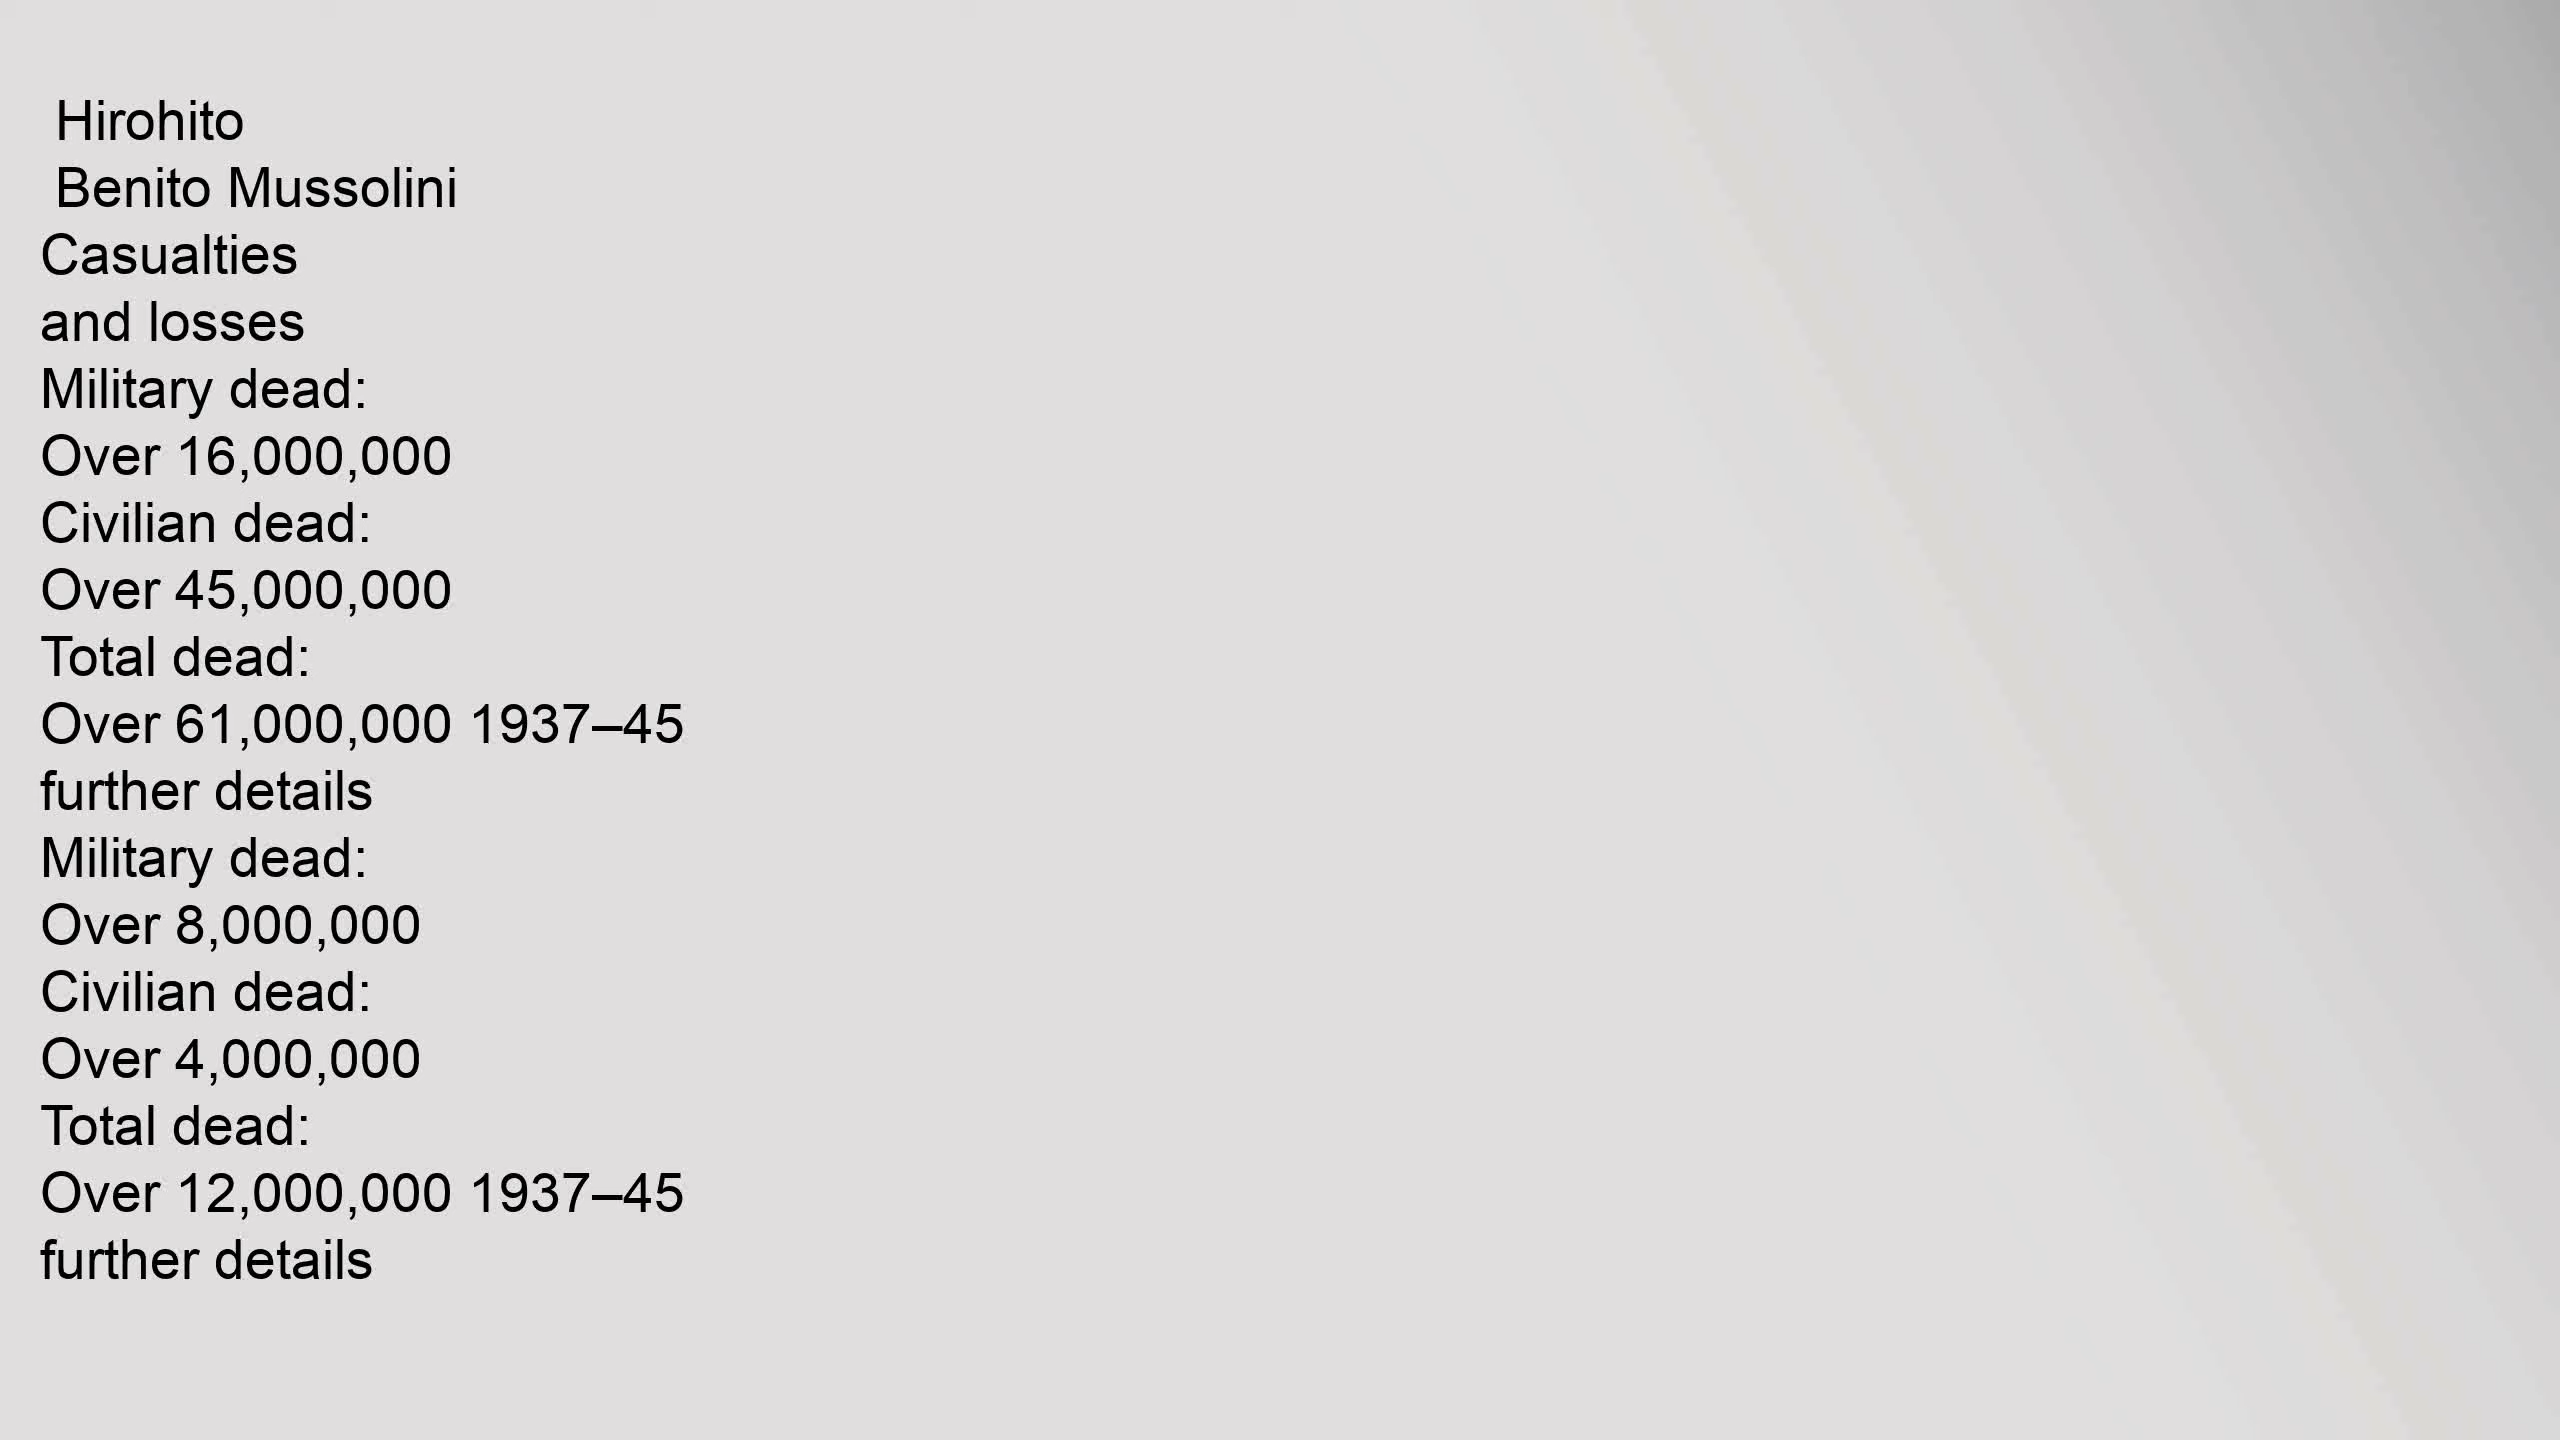 Hirohito
Benito Mussolini
Casualties
and losses
Military dead:
Over 16,000,000
Civilian dead:
Over 45,000,000
Total dead:
Over 61,000,000 1937–45
further details
Military dead:
Over 8,000,000
Civilian dead:
Over 4,000,000
Total dead:
Over 12,000,000 1937–45
further details